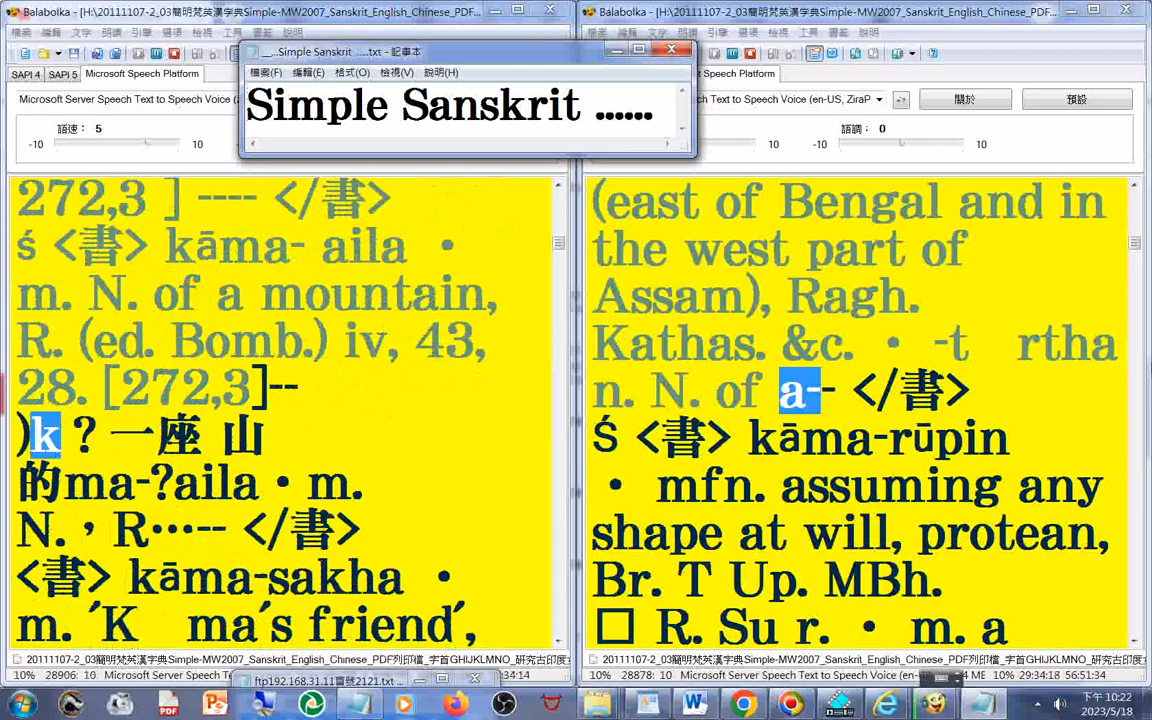 Balabolka - [H:\20111107-2_03簡明梵英漢字典Simple-MW2007_Sanskrit_English_Chinese_PDF...
Balabolka - [H:\20111107-2_03簡明梵英漢字典Simple-MW2007_Sanskrit_English_Chinese_PDF...
__...Simple Sanskrit .....txt - 記事本
檔案(F) 編輯(E) 格式(O) 檢視(V) 說明(H)
Simple Sanskrit ......
SAPI 4 SAPI 5 Microsoft Speech Platform
t Speech Platform
Microsoft Server Speech Text to Speech Voice (
ch Text to Speech Voice (en-US, ZiraP
關於
預設
語速： 5
-10 10
10 -10
語調： 0
10
272,3 ] ---- </書>
ś <書> kāma- aila •
m. N. of a mountain,
R. (ed. Bomb.) iv, 43,
28. [272,3]--
)k？一座 山
的ma-?aila•m.
N.，R…-- </書>
<書> kāma-sakha •
m. 'K ma's friend',
(east of Bengal and in
the west part of
Assam), Ragh.
Kathas. &c. • -t rtha
n. N. of a-- </書>
Ś <書> kāma-rūpin
• mfn. assuming any
shape at will, protean,
Br. T Up. MBh.
□ R. Su r. • m. a
20111107-2_03簡明梵英漢字典Simple-MW2007_Sanskrit_English_Chinese_PDF列印檔_字首GHIJKLMNO_研究古印度
20111107-2_03簡明梵英漢字典Simple-MW2007_Sanskrit_English_Chinese_PDF列印檔_字首GHIJKLMNO_研究古印度
10% 28906: 10 Microsoft Server Speech
ftp192.168.31.11買號2121.txt ...
:34:14
10% 28878: 10 Microsoft Server Speech Text to Spee
10% 29:34:18 56:51:34
下午 10:22
2023/5/18